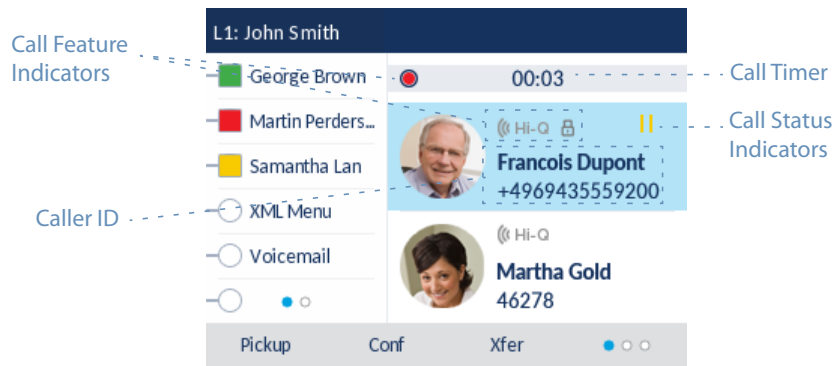 L1: John Smith
Call Feature
Indicators
George Brown
00:03
Call Timer
Martin Perders...
Hi-Q
Call Status
Indicators
Samantha Lan
Francois Dupont
+4969435559200
Caller ID
XML Menu
Hi-Q
Voicemail
Martha Gold
46278
Pickup Conf Xfer